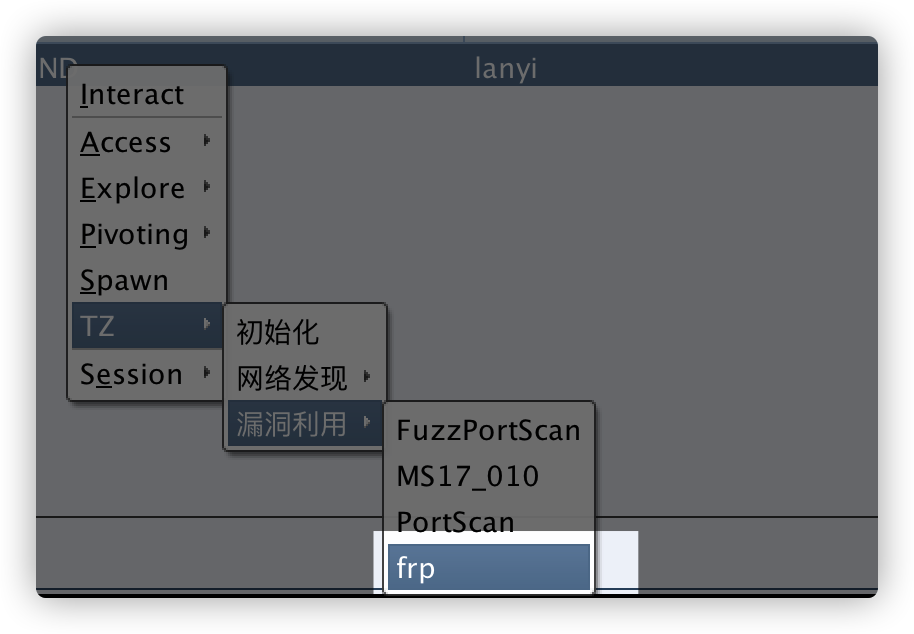 ND
lanyi
Interact
Access
Explore
Pivoting
Spawn
TZ
Session
初始化
网络发现
漏洞利用
FuzzPortScan
MS17_010
PortScan
frp